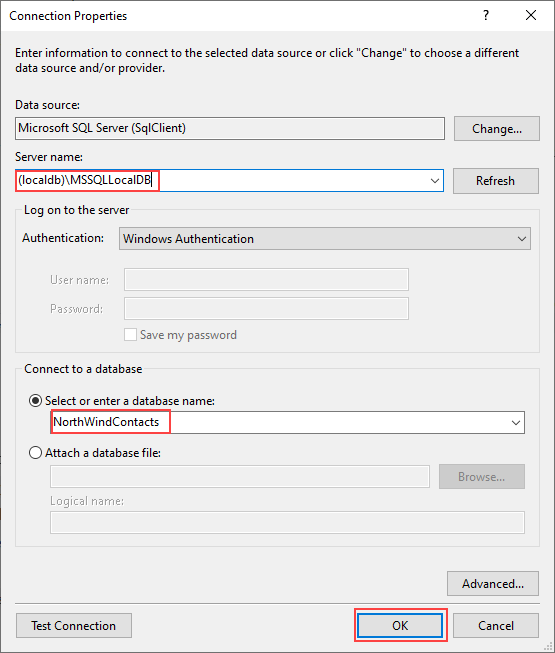 Connection Properties
?
Enter information to connect to the selected data source or click "Change" to choose a different
data source and/or provider.
Data source:
Microsoft SQL Server (SqlClient)
Change...
Server name:
(localdb)\MSSQLLocalDB
Refresh
Log on to the server
Authentication:
Windows Authentication
User name:
Password:
Save my password
Connect to a database
Select or enter a database name:
NorthWindContacts
Attach a database file:
Browse...
Logical name:
Advanced...
Test Connection
OK
Cancel